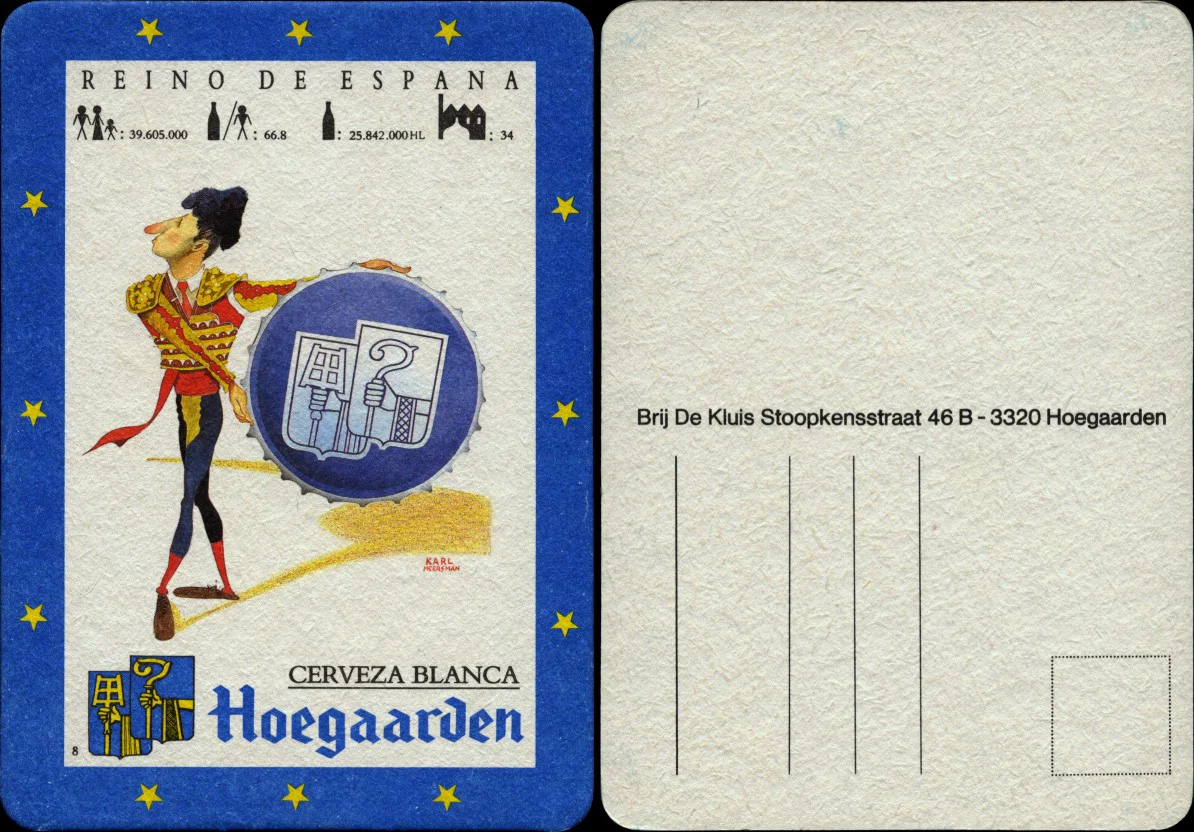 REINO DE ESPANA
: 39.605.000 : 66.8 : 25.842.000 HL : 34
KARL
MEERSMAN
CERVEZA BLANCA
Hoegaarden
8
Brij De Kluis Stoopkensstraat 46 B - 3320 Hoegaarden